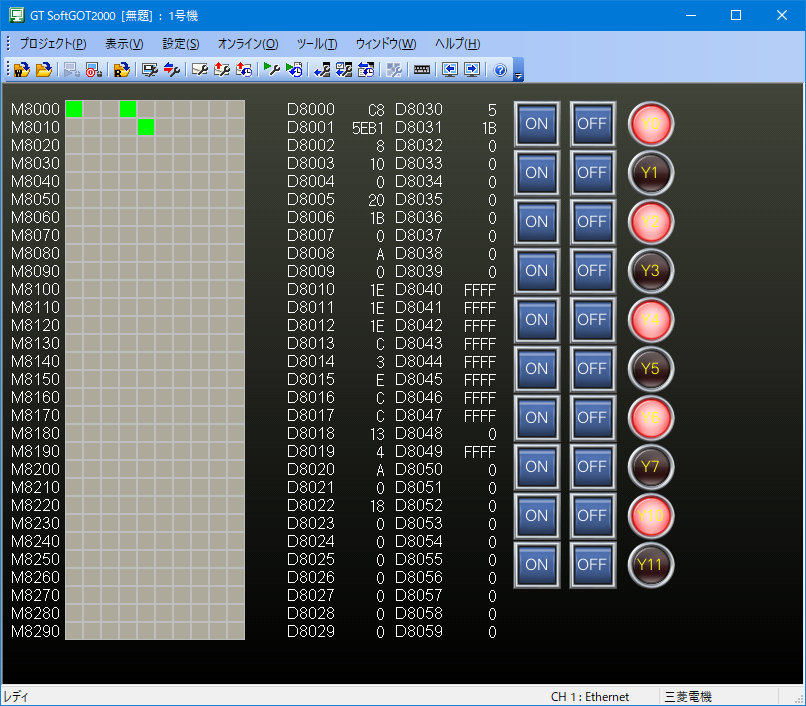 GT SoftGOT2000 [無題] : 1号機
プロジェクト(P) 表示(V) 設定(S) オンライン(O) ツール(T) ウィンドウ(W) ヘルプ(H)
M8000 D8000 C8 D8030 5 ON OFF Y0
M8010 D8001 5EB1 D8031 1B
M8020 D8002 8 D8032 0
M8030 D8003 10 D8033 0 ON OFF Y1
M8040 D8004 0 D8034 0
M8050 D8005 20 D8035 0
M8060 D8006 1B D8036 0 ON OFF Y2
M8070 D8007 0 D8037 0
M8080 D8008 A D8038 0
M8090 D8009 0 D8039 0 ON OFF Y3
M8100 D8010 1E D8040 FFFF
M8110 D8011 1E D8041 FFFF
M8120 D8012 1E D8042 FFFF ON OFF Y4
M8130 D8013 C D8043 FFFF
M8140 D8014 3 D8044 FFFF
M8150 D8015 E D8045 FFFF ON OFF Y5
M8160 D8016 C D8046 FFFF
M8170 D8017 C D8047 FFFF ON OFF Y6
M8180 D8018 13 D8048 0
M8190 D8019 4 D8049 FFFF
M8200 D8020 A D8050 0 ON OFF Y7
M8210 D8021 0 D8051 0
M8220 D8022 18 D8052 0
M8230 D8023 0 D8053 0 ON OFF Y10
M8240 D8024 0 D8054 0
M8250 D8025 0 D8055 0 ON OFF Y11
M8260 D8026 0 D8056 0
M8270 D8027 0 D8057 0
M8280 D8028 0 D8058 0
M8290 D8029 0 D8059 0
レディ CH 1 : Ethernet 三菱電機